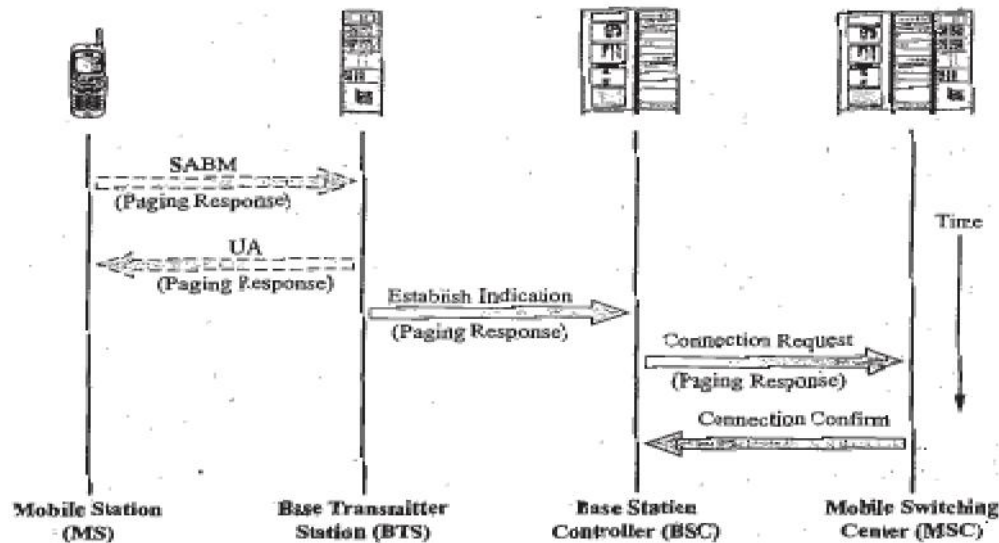 SABM
(Paging Response)
Time
UA
(Paging Response)
Establish Indication
(Paging Response)
Connection Request
(Paging Response)
Connection Confirm
Mobile Station
(MS)
Base Transmitter
Station (BTS)
Base Station
Controller (BSC)
Mobile Switching
Center (MSC)